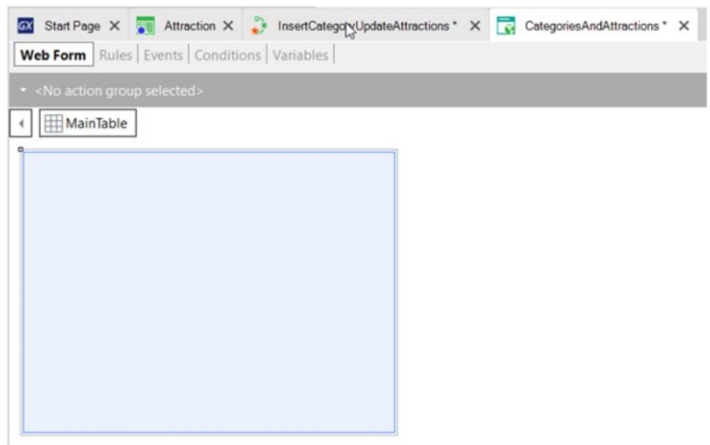 GX Start Page Attraction InsertCategoryUpdateAttractions * CategoriesAndAttractions *
Web Form Rules Events Conditions Variables
<No action group selected>
MainTable